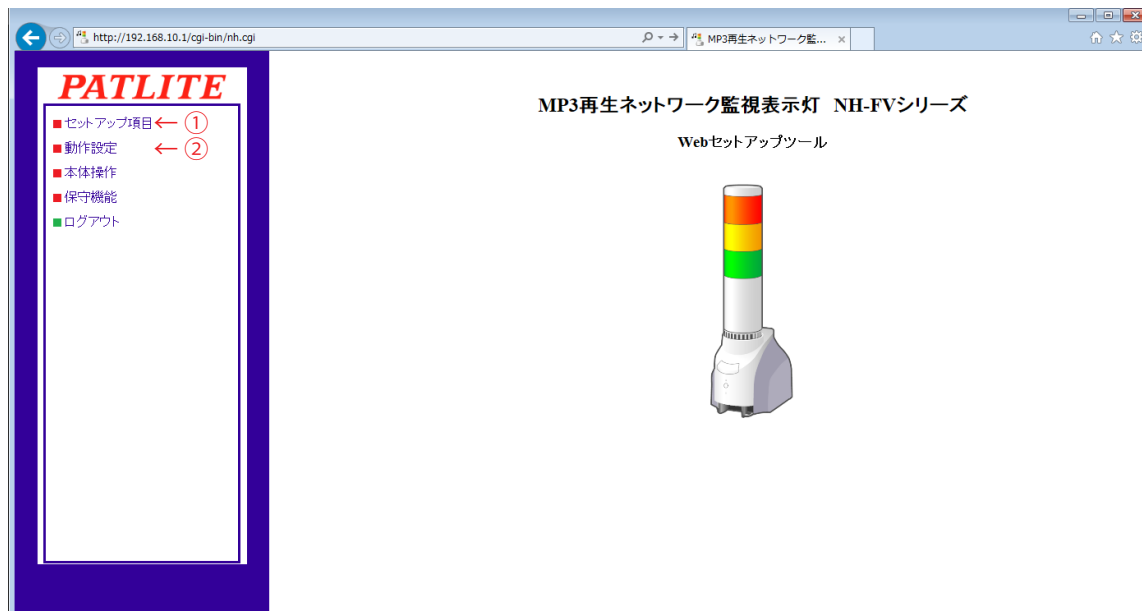 http://192.168.10.1/cgi-bin/nh.cgi
MP3再生ネットワーク監...
PATLITE
セットアップ項目 ← ①
動作設定 ← ②
本体操作
保守機能
ログアウト
MP3再生ネットワーク監視表示灯 NH-FVシリーズ
Webセットアップツール